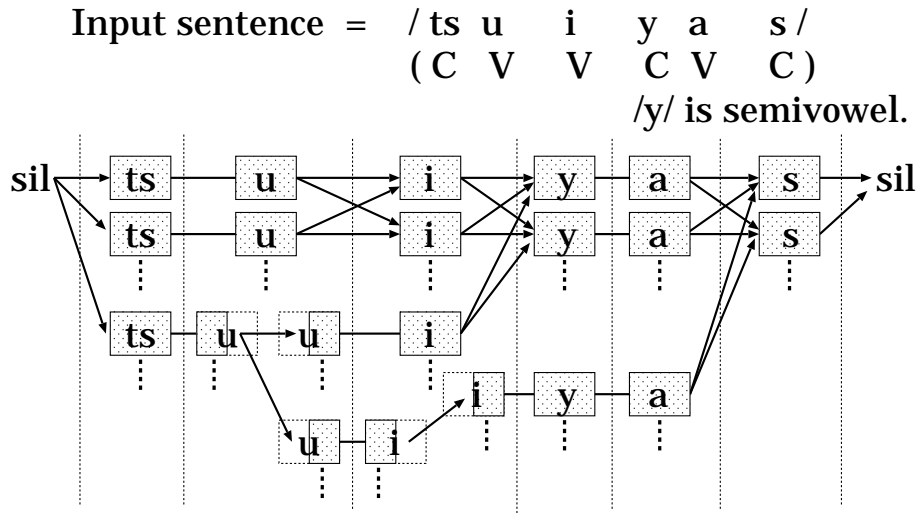 Input sentence = / ts u i y a s /
( C V V C V C )
/y/ is semivowel.
sil ts u i y a s sil
ts u i y a s
ts u u i
i y a
u i